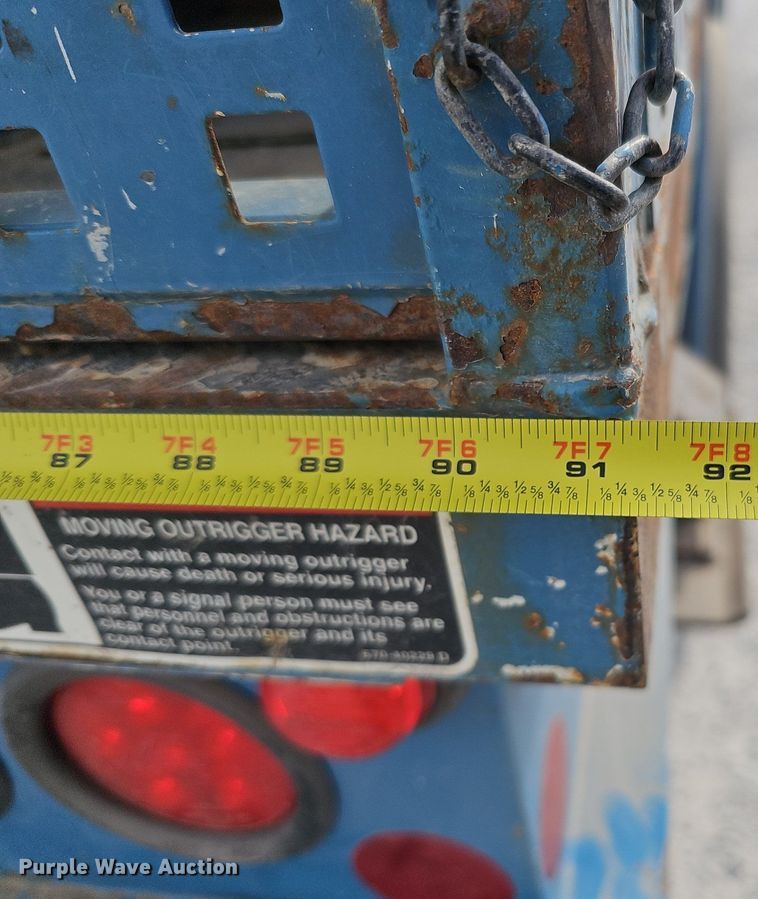 7F3 7F4 7F5 7F6 7F7 7F8
87 88 89 90 91 92
MOVING OUTRIGGER HAZARD
Contact with a moving outrigger
will cause death or serious injury.
You or a signal person must see
that personnel and obstructions are
clear of the outrigger and its
contact point.
Purple Wave Auction